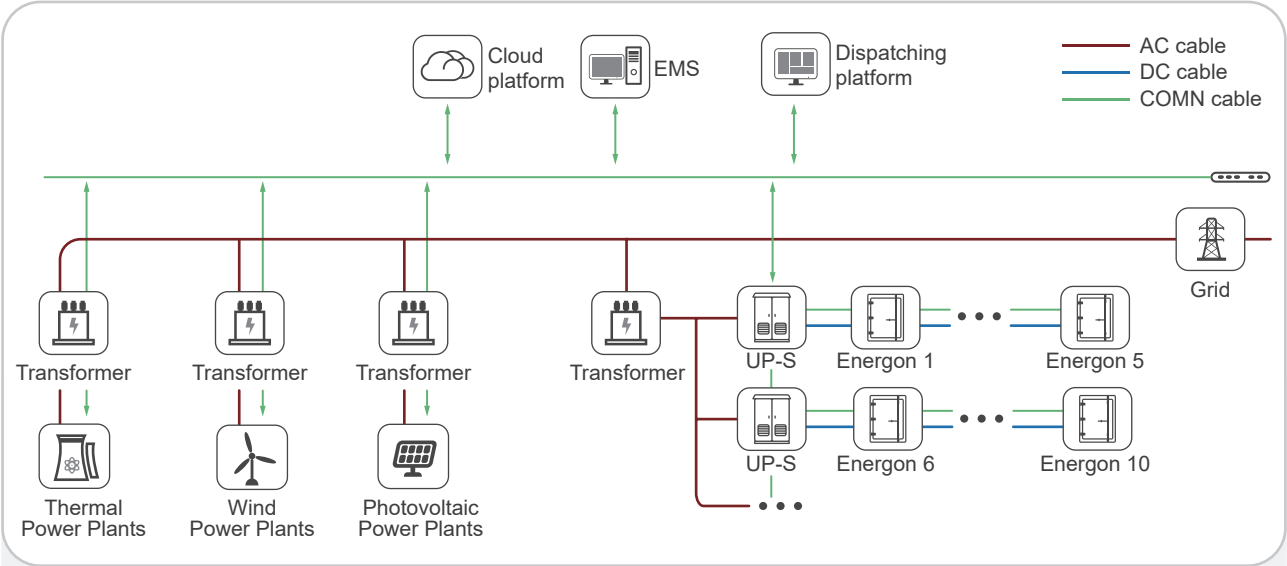 Cloud
platform
EMS
Dispatching
platform
AC cable
DC cable
COMN cable
Grid
Transformer
Transformer
Transformer
Transformer
UP-S
Energon 1
Energon 5
UP-S
Energon 6
Energon 10
Thermal
Power Plants
Wind
Power Plants
Photovoltaic
Power Plants